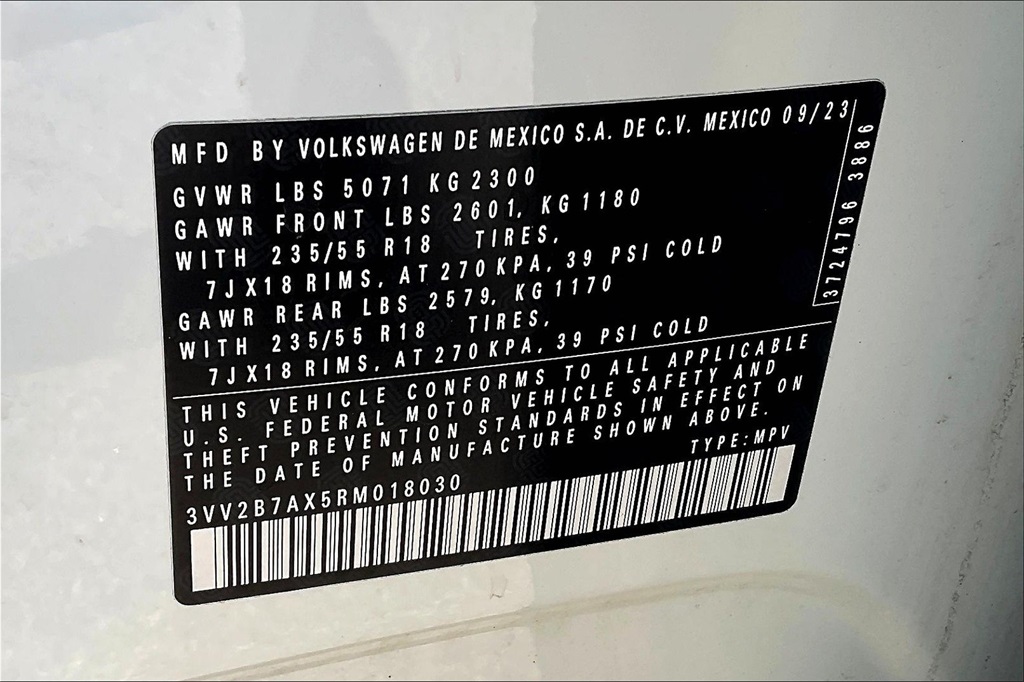 MFD BY VOLKSWAGEN DE MEXICO S.A. DE C.V. MEXICO 09/23
GVWR LBS 5071 KG 2300
GAWR FRONT LBS 2601, KG 1180
WITH 235/55 R18 TIRES,
7JX18 RIMS, AT 270 KPA, 39 PSI COLD
GAWR REAR LBS 2579, KG 1170
WITH 235/55 R18 TIRES,
7JX18 RIMS, AT 270 KPA, 39 PSI COLD
3724796 3886
THIS VEHICLE CONFORMS TO ALL APPLICABLE
U.S. FEDERAL MOTOR VEHICLE SAFETY AND
THEFT PREVENTION STANDARDS IN EFFECT ON
THE DATE OF MANUFACTURE SHOWN ABOVE.
TYPE: MPV
3VV2B7AX5RM018030